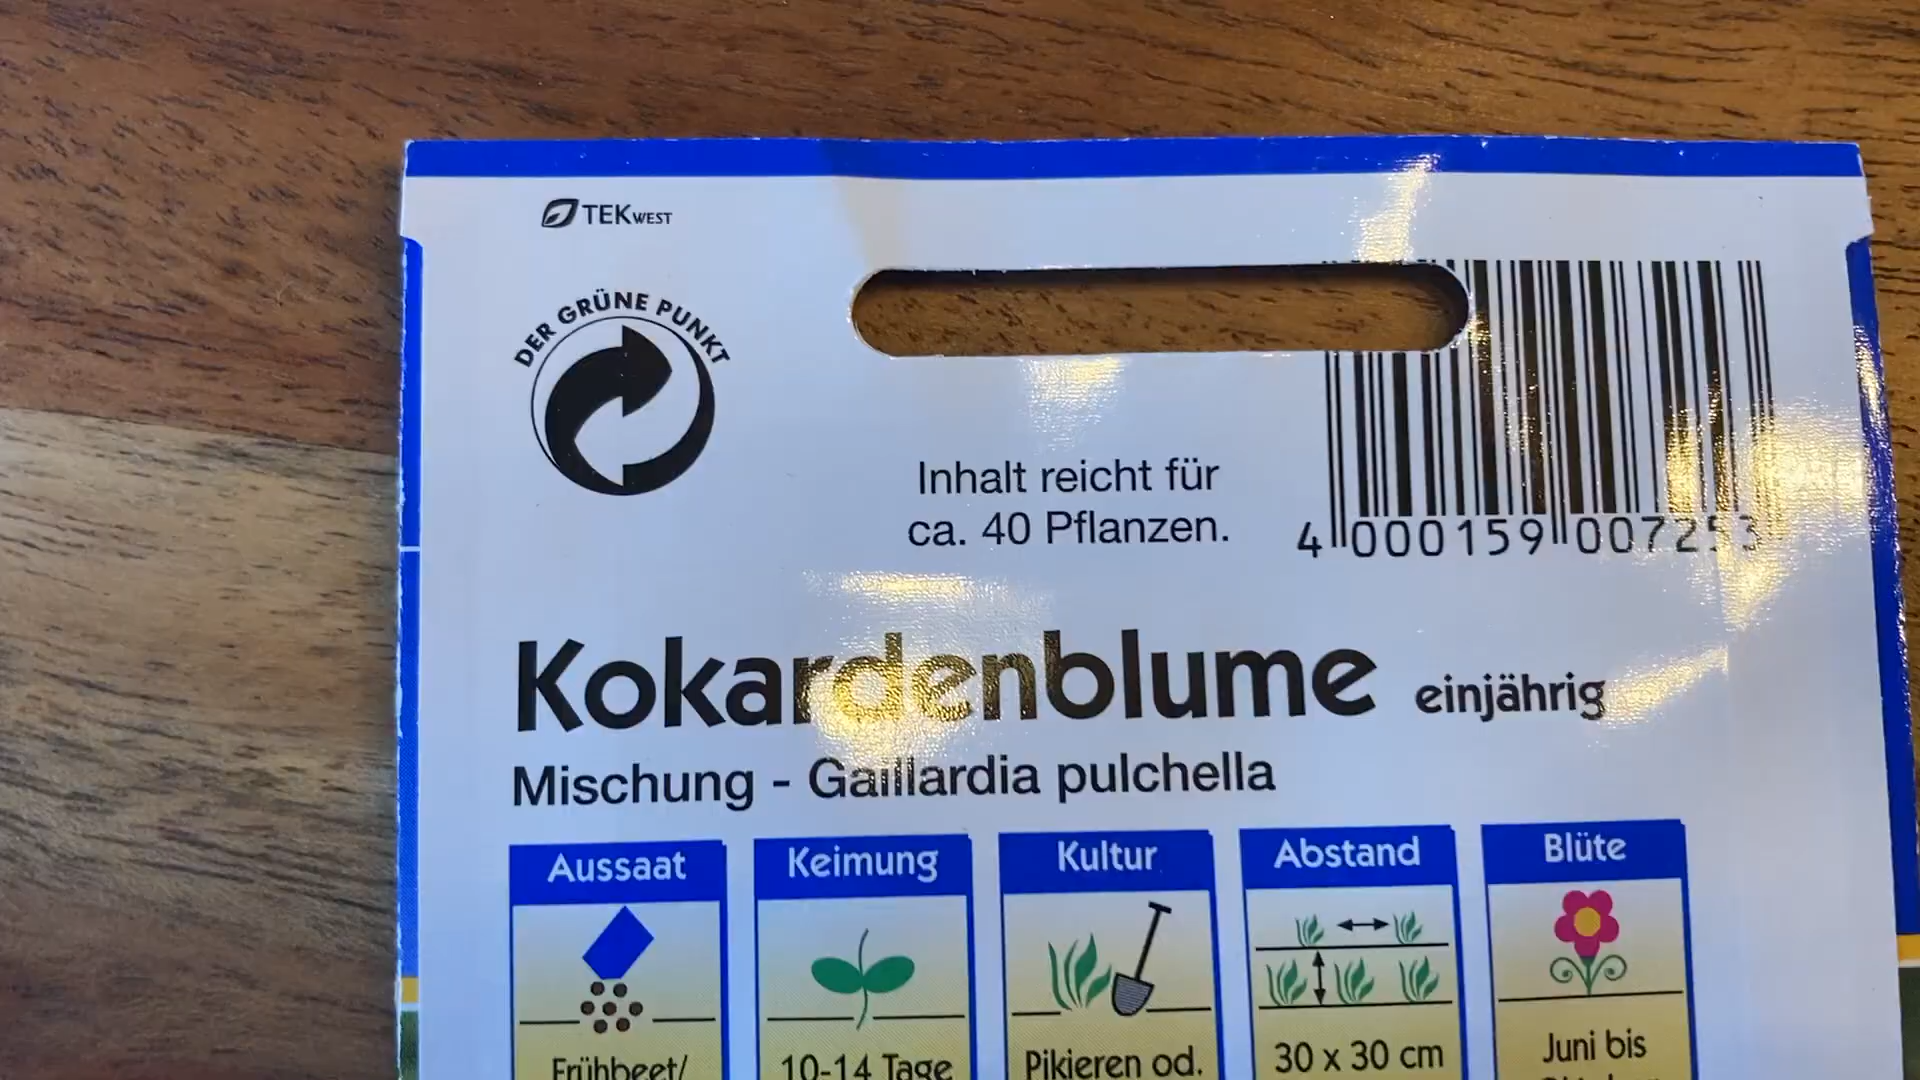 TEKWEST
DER GRÜNE PUNKT
Inhalt reicht für
ca. 40 Pflanzen.
4 000159 007253
Kokardenblume einjährig
Mischung - Gaillardia pulchella
Aussaat Keimung Kultur Abstand Blüte
Frühbeet/ 10-14 Tage Pikieren od. 30 x 30 cm Juni bis